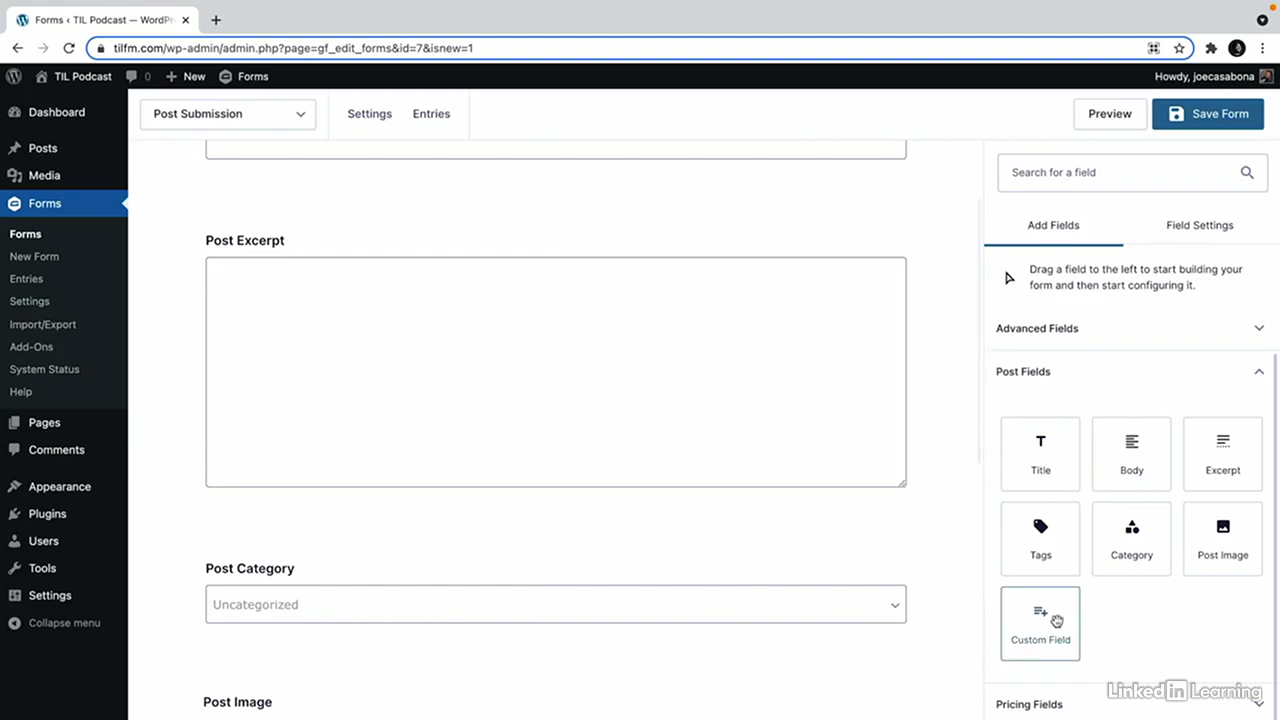 Forms ‹ TIL Podcast — WordPr
tilfm.com/wp-admin/admin.php?page=gf_edit_forms&id=7&isnew=1
TIL Podcast
0
New
Forms
Howdy, joecasabona
Dashboard
Posts
Media
Forms
Forms
New Form
Entries
Settings
Import/Export
Add-Ons
System Status
Help
Pages
Comments
Appearance
Plugins
Users
Tools
Settings
Collapse menu
Post Submission
Settings
Entries
Preview
Save Form
Post Excerpt
Post Category
Uncategorized
Post Image
Search for a field
Add Fields
Field Settings
Drag a field to the left to start building your
form and then start configuring it.
Advanced Fields
Post Fields
Title
Body
Excerpt
Tags
Category
Post Image
Custom Field
Pricing Fields
LinkedIn Learning